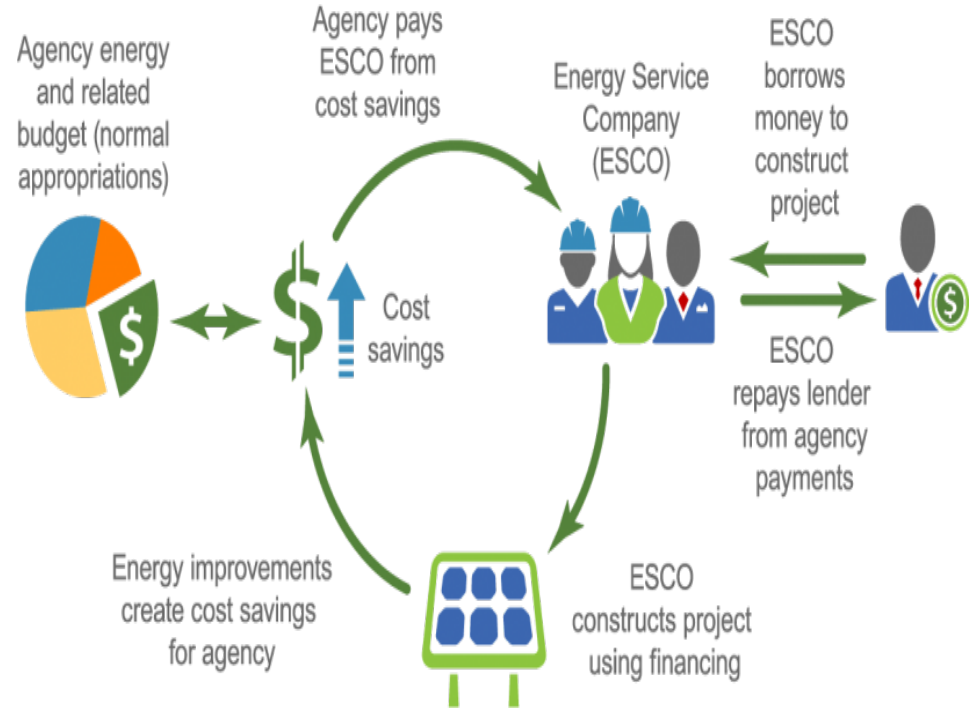 Agency energy
and related
budget (normal
appropriations)
$
Agency pays
ESCO from
cost savings
$
Cost
savings
Energy Service
Company
(ESCO)
ESCO
borrows
money to
construct
project
$
ESCO
repays lender
from agency
payments
ESCO
constructs project
using financing
Energy improvements
create cost savings
for agency